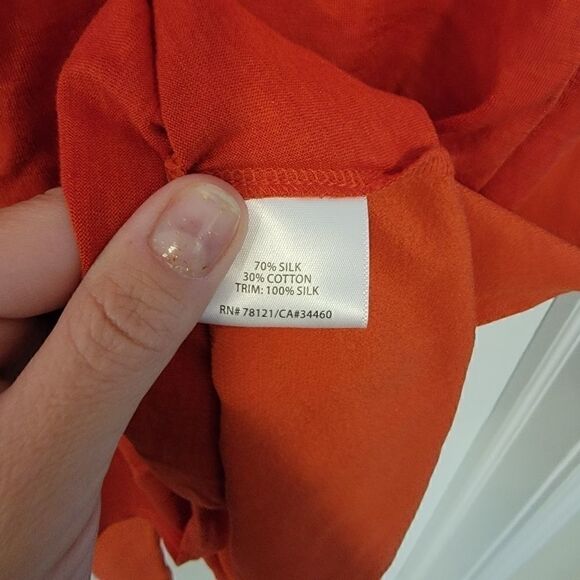 70% SILK
30% COTTON
TRIM: 100% SILK
RN# 78121/CA#34460